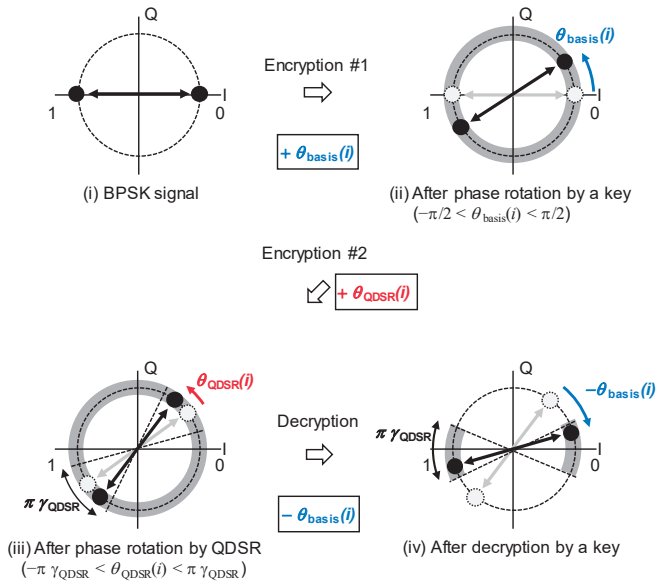 Q
I
1
0
(i) BPSK signal
Encryption #1
+ θbasis(i)
Q
θbasis(i)
I
1
0
(ii) After phase rotation by a key
(−π/2 < θbasis(i) < π/2)
Encryption #2
+ θQDSR(i)
Q
θQDSR(i)
I
1
0
π γQDSR
(iii) After phase rotation by QDSR
(−π γQDSR < θQDSR(i) < π γQDSR)
Decryption
− θbasis(i)
Q
−θbasis(i)
π γQDSR
I
1
0
(iv) After decryption by a key